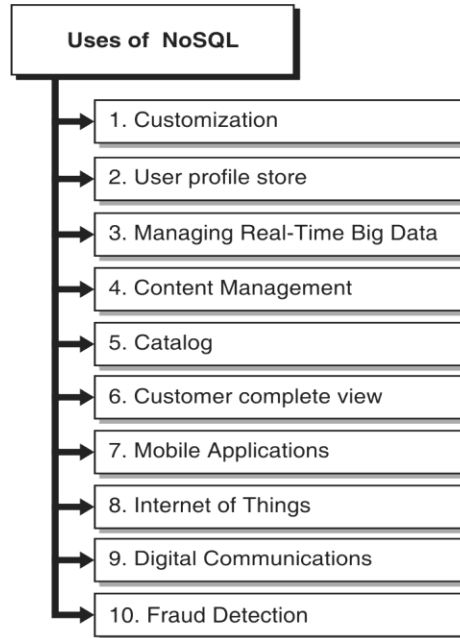 Uses of NoSQL
1. Customization
2. User profile store
3. Managing Real-Time Big Data
4. Content Management
5. Catalog
6. Customer complete view
7. Mobile Applications
8. Internet of Things
9. Digital Communications
10. Fraud Detection